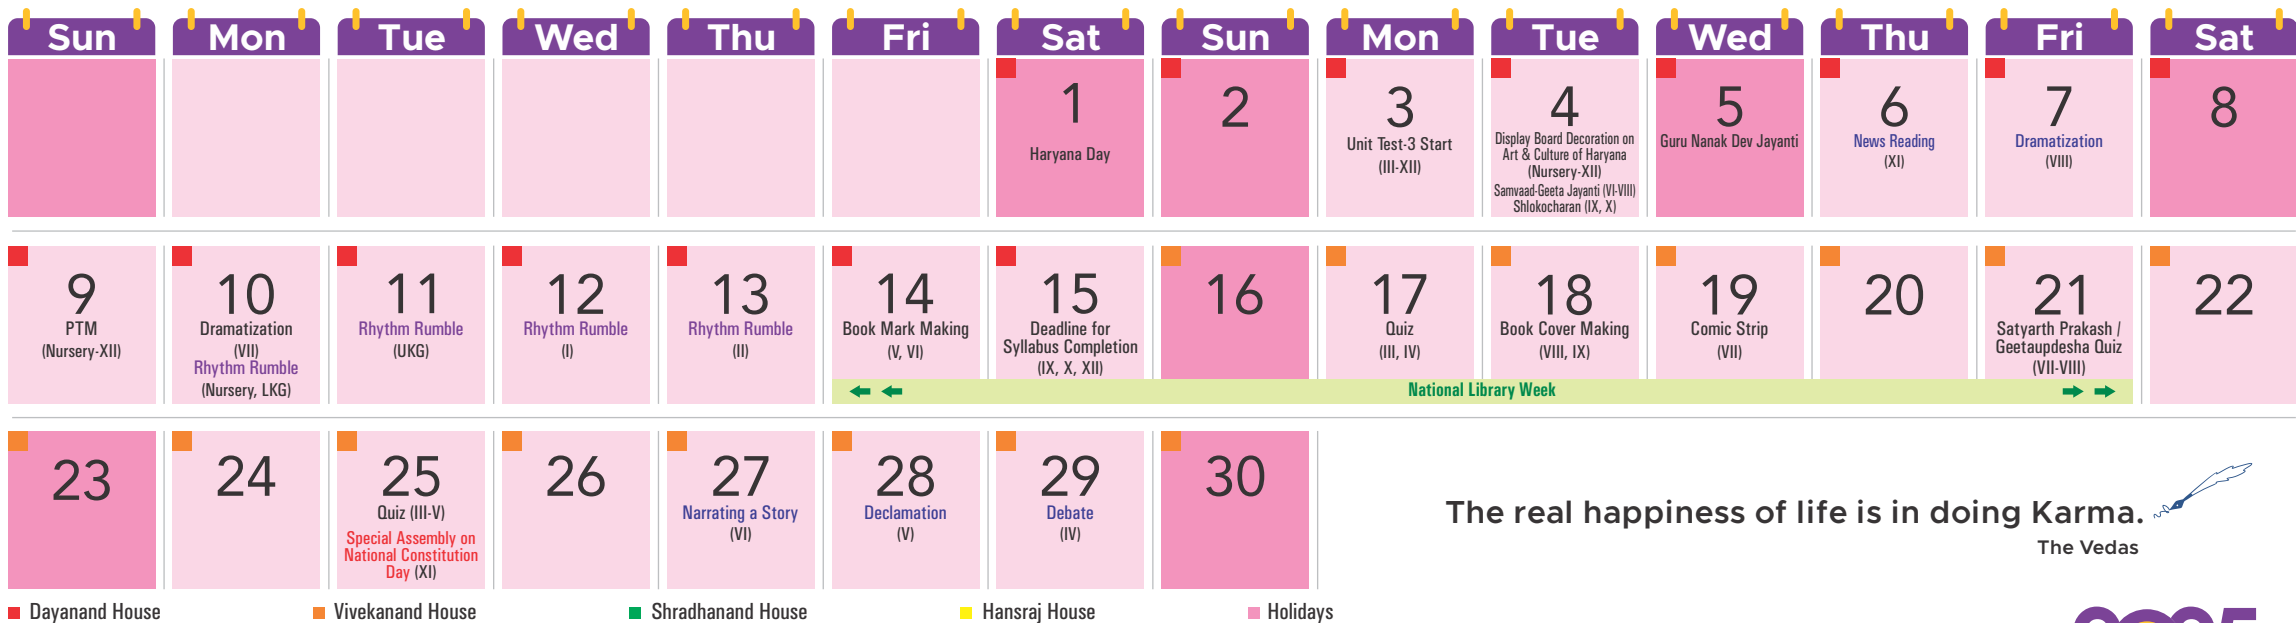 Sun Mon Tue Wed Thu Fri Sat Sun Mon Tue Wed Thu Fri Sat
1
Haryana Day
2
3
Unit Test-3 Start
(III-XII)
4
Display Board Decoration on
Art & Culture of Haryana
(Nursery-XII)
Samvaad-Geeta Jayanti (VI-VIII)
Shlokocharan (IX, X)
5
Guru Nanak Dev Jayanti
6
News Reading
(XI)
7
Dramatization
(VIII)
8
9
PTM
(Nursery-XII)
10
Dramatization
(VII)
Rhythm Rumble
(Nursery, LKG)
11
Rhythm Rumble
(UKG)
12
Rhythm Rumble
(I)
13
Rhythm Rumble
(II)
14
Book Mark Making
(V, VI)
15
Deadline for
Syllabus Completion
(IX, X, XII)
16
17
Quiz
(III, IV)
18
Book Cover Making
(VIII, IX)
19
Comic Strip
(VII)
20
21
Satyarth Prakash /
Geetaupdesha Quiz
(VII-VIII)
22
National Library Week
23
24
25
Quiz (III-V)
Special Assembly on
National Constitution
Day (XI)
26
27
Narrating a Story
(VI)
28
Declamation
(V)
29
Debate
(IV)
30
The real happiness of life is in doing Karma.
The Vedas
Dayanand House Vivekanand House Shradhanand House Hansraj House Holidays
2025